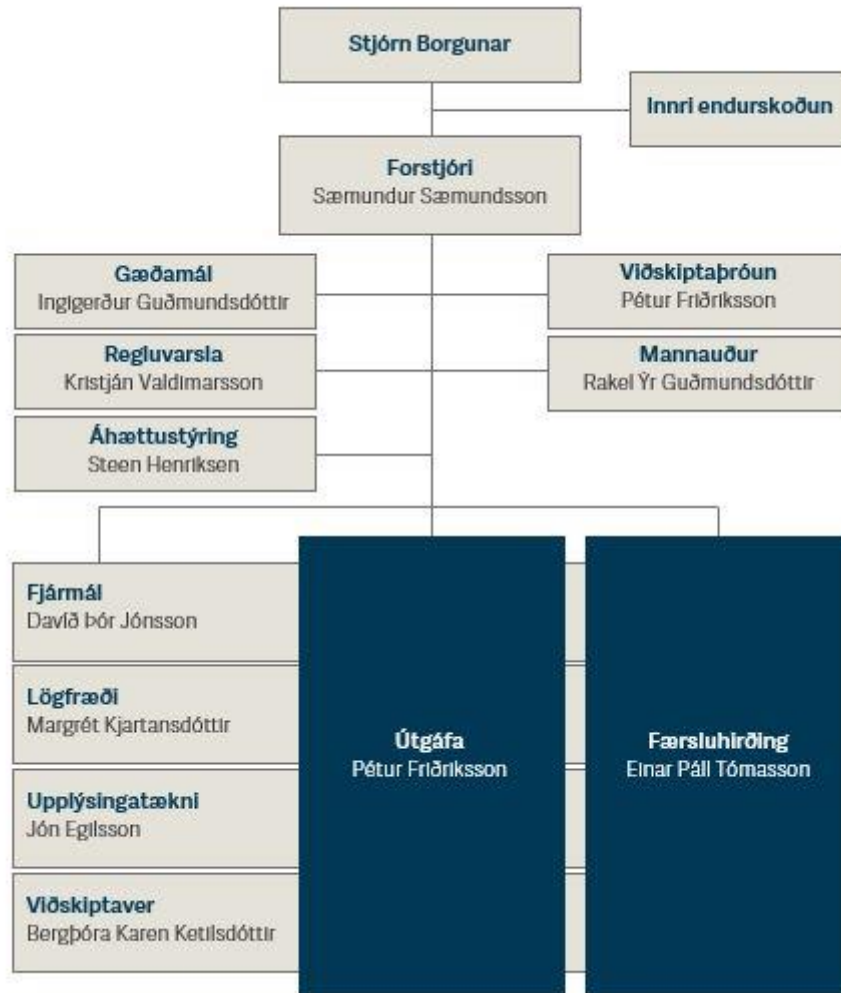 Stjórn Borgunar
Innri endurskoðun
Forstjóri
Sæmundur Sæmundsson
Gæðamál
Ingigerður Guðmundsdóttir
Viðskiptaþróun
Pétur Friðriksson
Regluvarsla
Kristján Valdimarsson
Mannauður
Rakel Ýr Guðmundsdóttir
Áhættustýring
Steen Henriksen
Fjármál
Davíð Þór Jónsson
Lögfræði
Margrét Kjartansdóttir
Upplýsingatækni
Jón Egilsson
Viðskiptaver
Bergþóra Karen Ketilsdóttir
Útgáfa
Pétur Friðriksson
Færsluhirðing
Einar Páll Tómasson